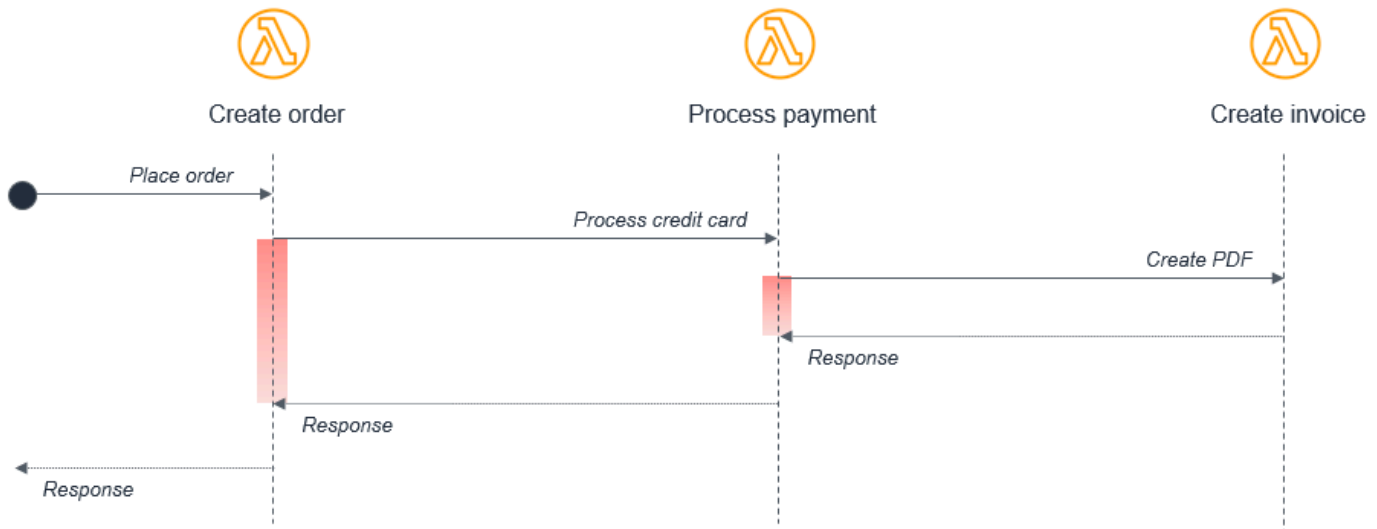 Create order
Process payment
Create invoice
Place order
Process credit card
Create PDF
Response
Response
Response